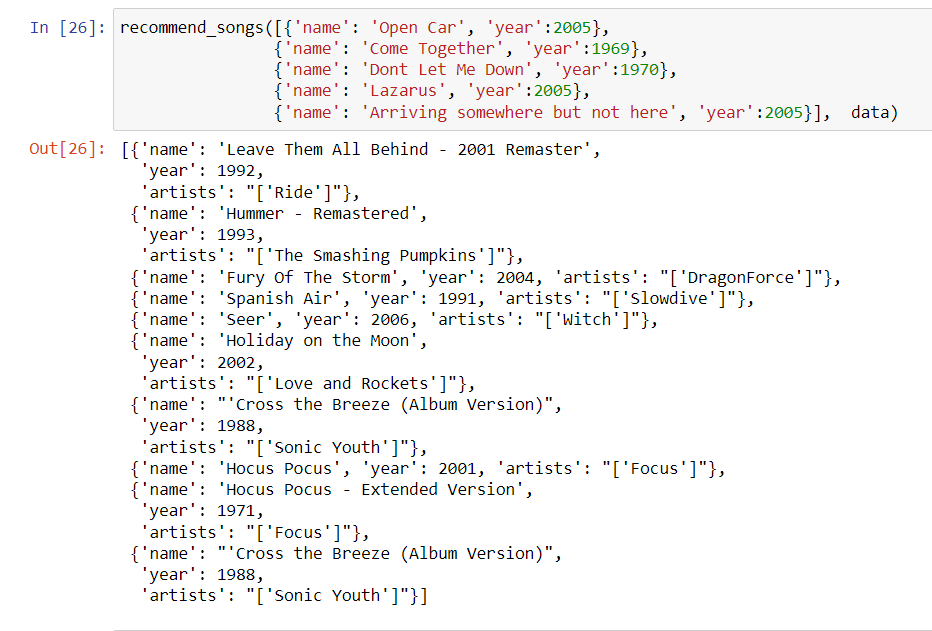 In [26]: recommend_songs([{'name': 'Open Car', 'year':2005},
{'name': 'Come Together', 'year':1969},
{'name': 'Dont Let Me Down', 'year':1970},
{'name': 'Lazarus', 'year':2005},
{'name': 'Arriving somewhere but not here', 'year':2005}],  data)
Out[26]: [{'name': 'Leave Them All Behind - 2001 Remaster',
'year': 1992,
'artists': "['Ride']"},
{'name': 'Hummer - Remastered',
'year': 1993,
'artists': "['The Smashing Pumpkins']"},
{'name': 'Fury Of The Storm', 'year': 2004, 'artists': "['DragonForce']"},
{'name': 'Spanish Air', 'year': 1991, 'artists': "['Slowdive']"},
{'name': 'Seer', 'year': 2006, 'artists': "['Witch']"},
{'name': 'Holiday on the Moon',
'year': 2002,
'artists': "['Love and Rockets']"},
{'name': "'Cross the Breeze (Album Version)",
'year': 1988,
'artists': "['Sonic Youth']"},
{'name': 'Hocus Pocus', 'year': 2001, 'artists': "['Focus']"},
{'name': 'Hocus Pocus - Extended Version',
'year': 1971,
'artists': "['Focus']"},
{'name': "'Cross the Breeze (Album Version)",
'year': 1988,
'artists': "['Sonic Youth']"}]